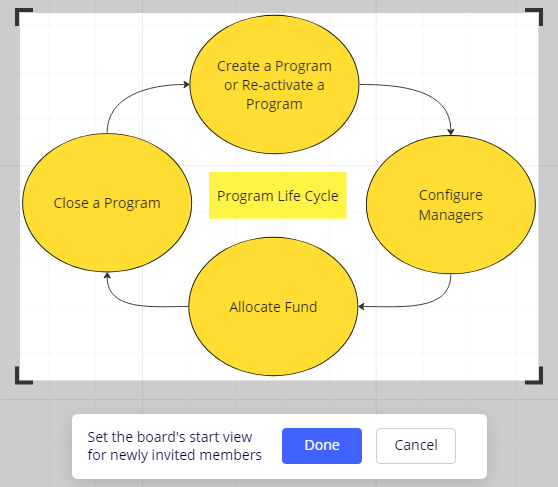 Create a Program
or Re-activate a
Program
Close a Program
Program Life Cycle
Configure
Managers
Allocate Fund
Set the board's start view
for newly invited members
Done
Cancel